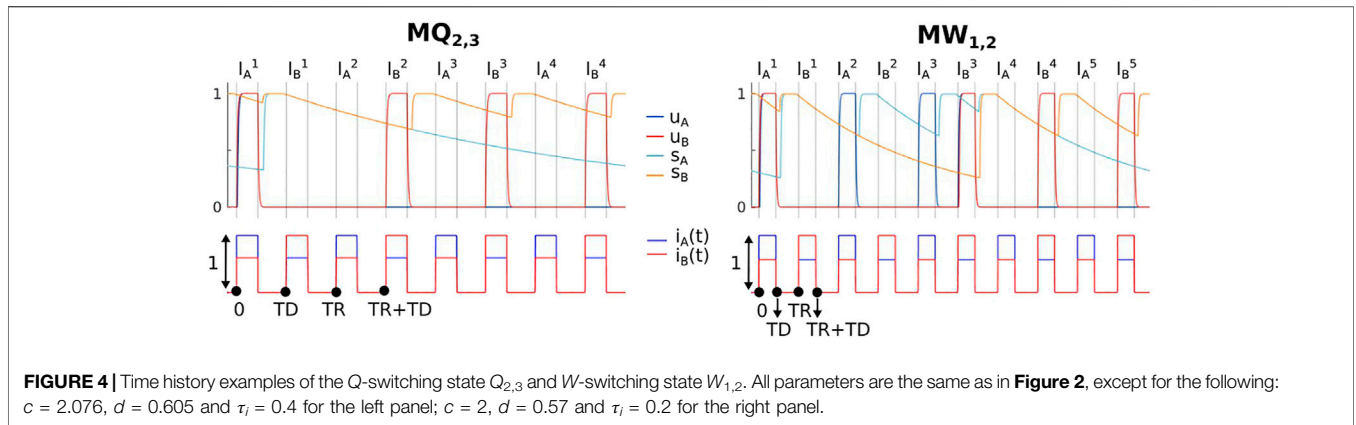 MQ2,3
MW1,2
IA1 IB1 IA2 IB2 IA3 IB3 IA4 IB4
IA1 IB1 IA2 IB2 IA3 IB3 IA4 IB4 IA5 IB5
1
0
uA
uB
sA
sB
1
0
1
0 TD TR TR+TD
iA(t)
iB(t)
1
0 TR
TD TR+TD
FIGURE 4 | Time history examples of the Q-switching state Q2,3 and W-switching state W1,2. All parameters are the same as in Figure 2, except for the following:
c = 2.076, d = 0.605 and τi = 0.4 for the left panel; c = 2, d = 0.57 and τi = 0.2 for the right panel.